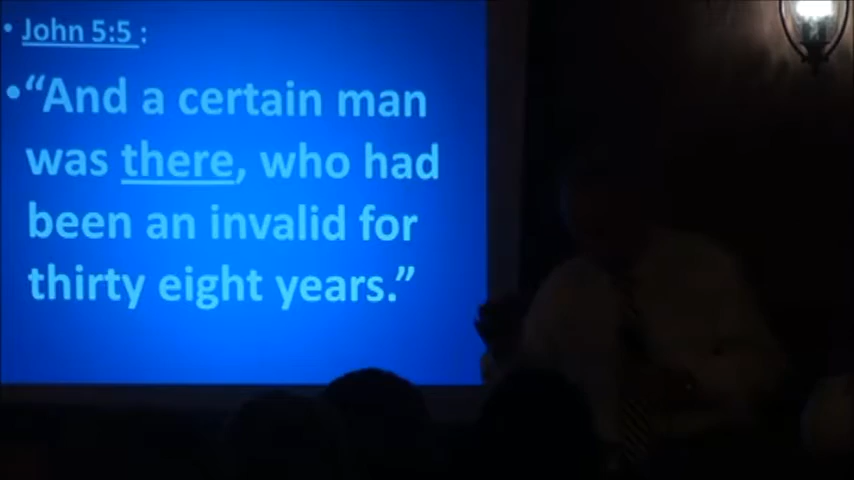 • John 5:5 :
•“And a certain man
was there, who had
been an invalid for
thirty eight years.”